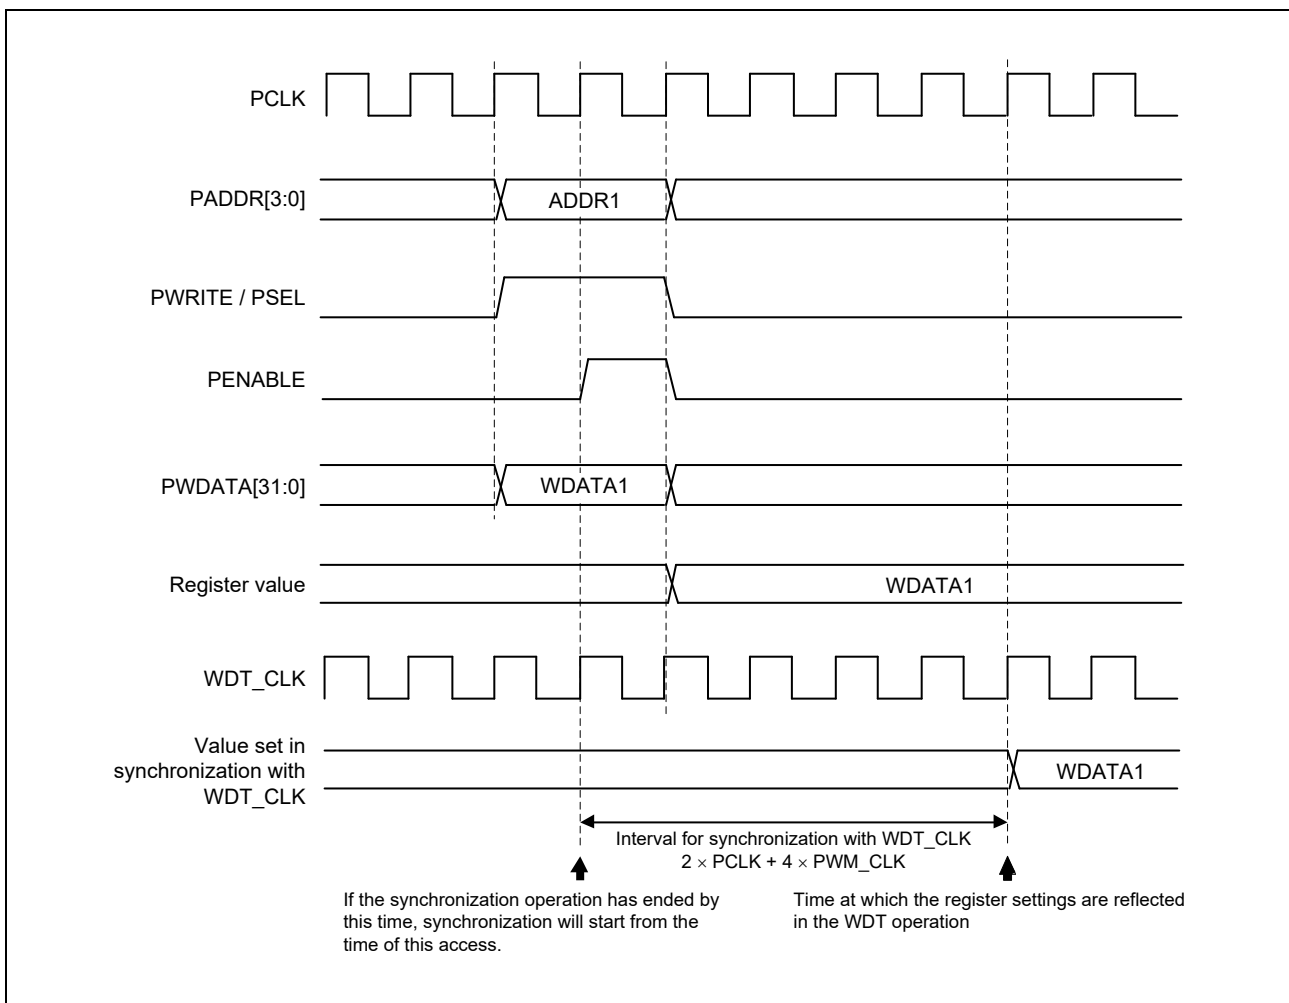 PCLK
PADDR[3:0]
ADDR1
PWRITE / PSEL
PENABLE
PWDATA[31:0]
WDATA1
Register value
WDATA1
WDT_CLK
Value set in
synchronization with
WDT_CLK
WDATA1
Interval for synchronization with WDT_CLK
2 × PCLK + 4 × PWM_CLK
If the synchronization operation has ended by
this time, synchronization will start from the
time of this access.
Time at which the register settings are reflected
in the WDT operation